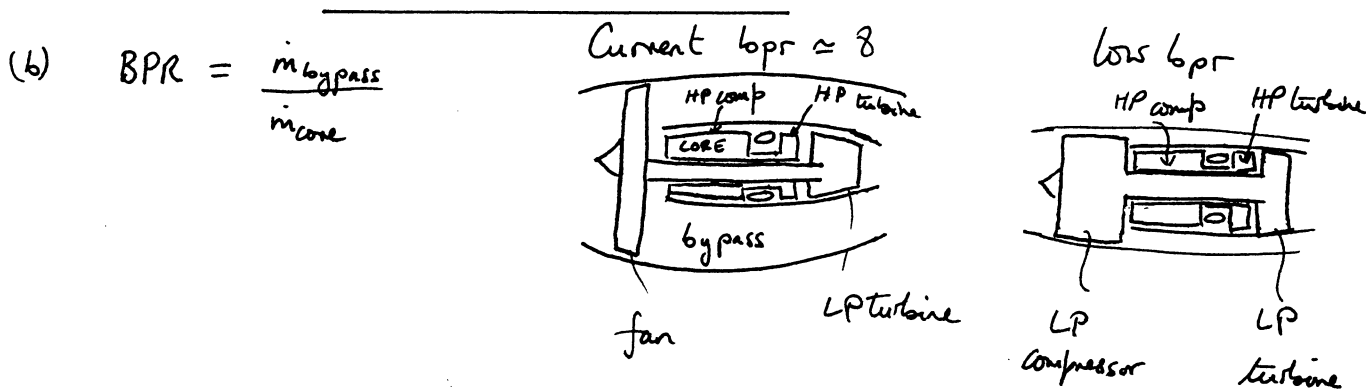 (b) BPR = ṁbypass / ṁcore
Current bpr ≃ 8
HP comp
HP turbine
CORE
bypass
fan
LP turbine
low bpr
HP comp
HP turbine
LP compressor
LP turbine